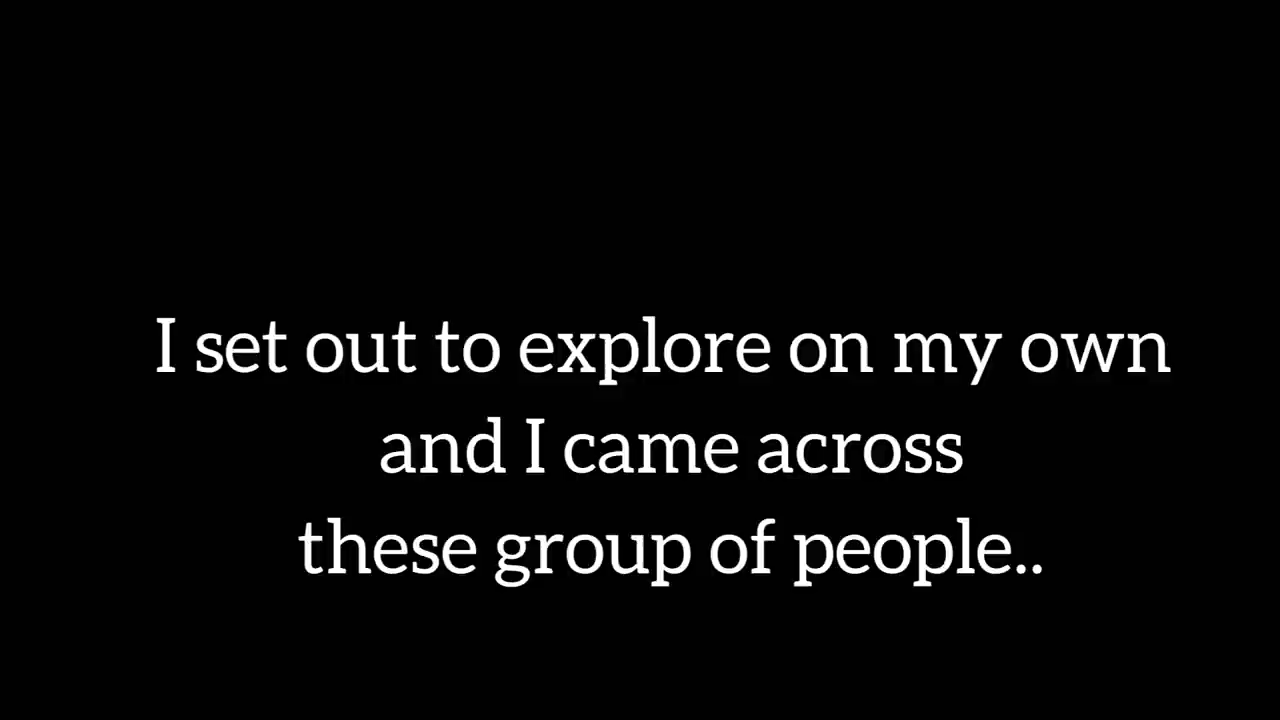 I set out to explore on my own
and I came across
these group of people..